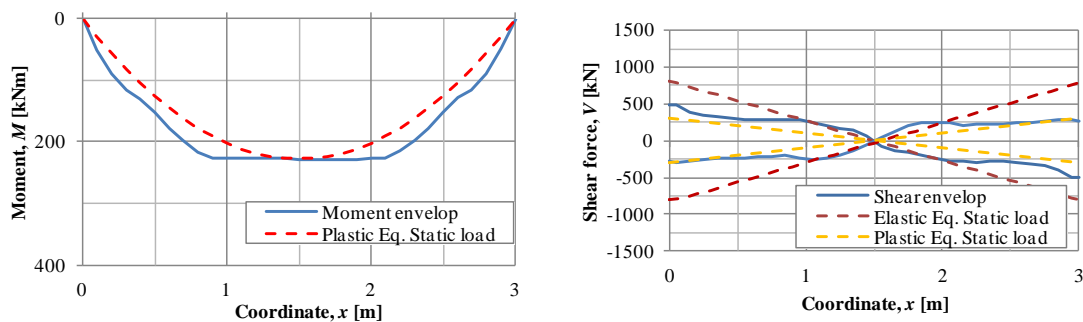 0
200
400
Moment, M [kNm]
Moment envelop
Plastic Eq. Static load
0
1
2
3
Coordinate, x [m]
1500
1000
500
0
-500
-1000
-1500
Shear force, V [kN]
Shear envelop
Elastic Eq. Static load
Plastic Eq. Static load
0
1
2
3
Coordinate, x [m]